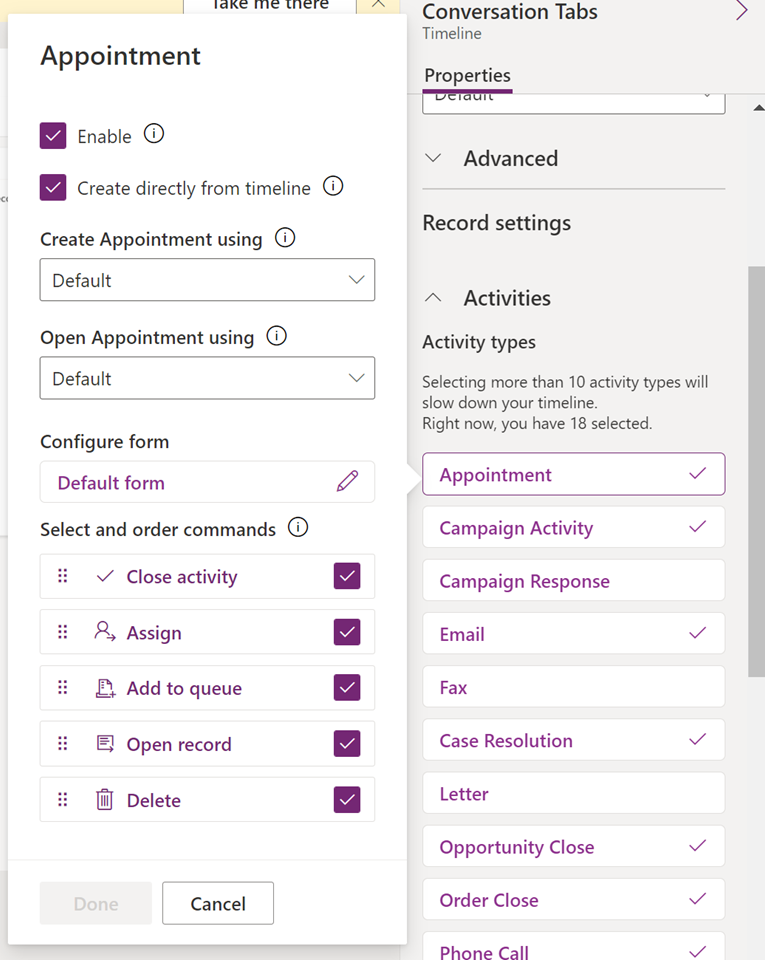 Take me there
Appointment
Enable
Create directly from timeline
Create Appointment using
Default
Open Appointment using
Default
Configure form
Default form
Select and order commands
Close activity
Assign
Add to queue
Open record
Delete
Done
Cancel
Conversation Tabs
Timeline
Properties
Default
Advanced
Record settings
Activities
Activity types
Selecting more than 10 activity types will
slow down your timeline.
Right now, you have 18 selected.
Appointment
Campaign Activity
Campaign Response
Email
Fax
Case Resolution
Letter
Opportunity Close
Order Close
Phone Call